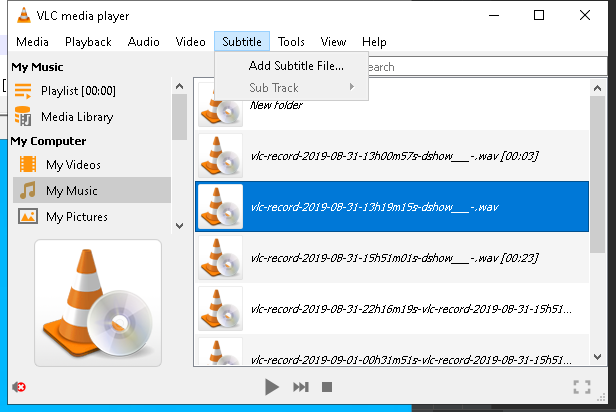 VLC media player
Media Playback Audio Video Subtitle Tools View Help
Add Subtitle File...
Sub Track
My Music
Playlist [00:00]
Media Library
My Computer
My Videos
My Music
My Pictures
earch
New folder
vlc-record-2019-08-31-13h00m57s-dshow___-.wav [00:03]
vlc-record-2019-08-31-13h19m15s-dshow___-.wav
vlc-record-2019-08-31-15h51m01s-dshow___-.wav [00:23]
vlc-record-2019-08-31-22h16m19s-vlc-record-2019-08-31-15h51...
vlc-record-2019-09-01-00h31m51s-vlc-record-2019-08-31-15h51...